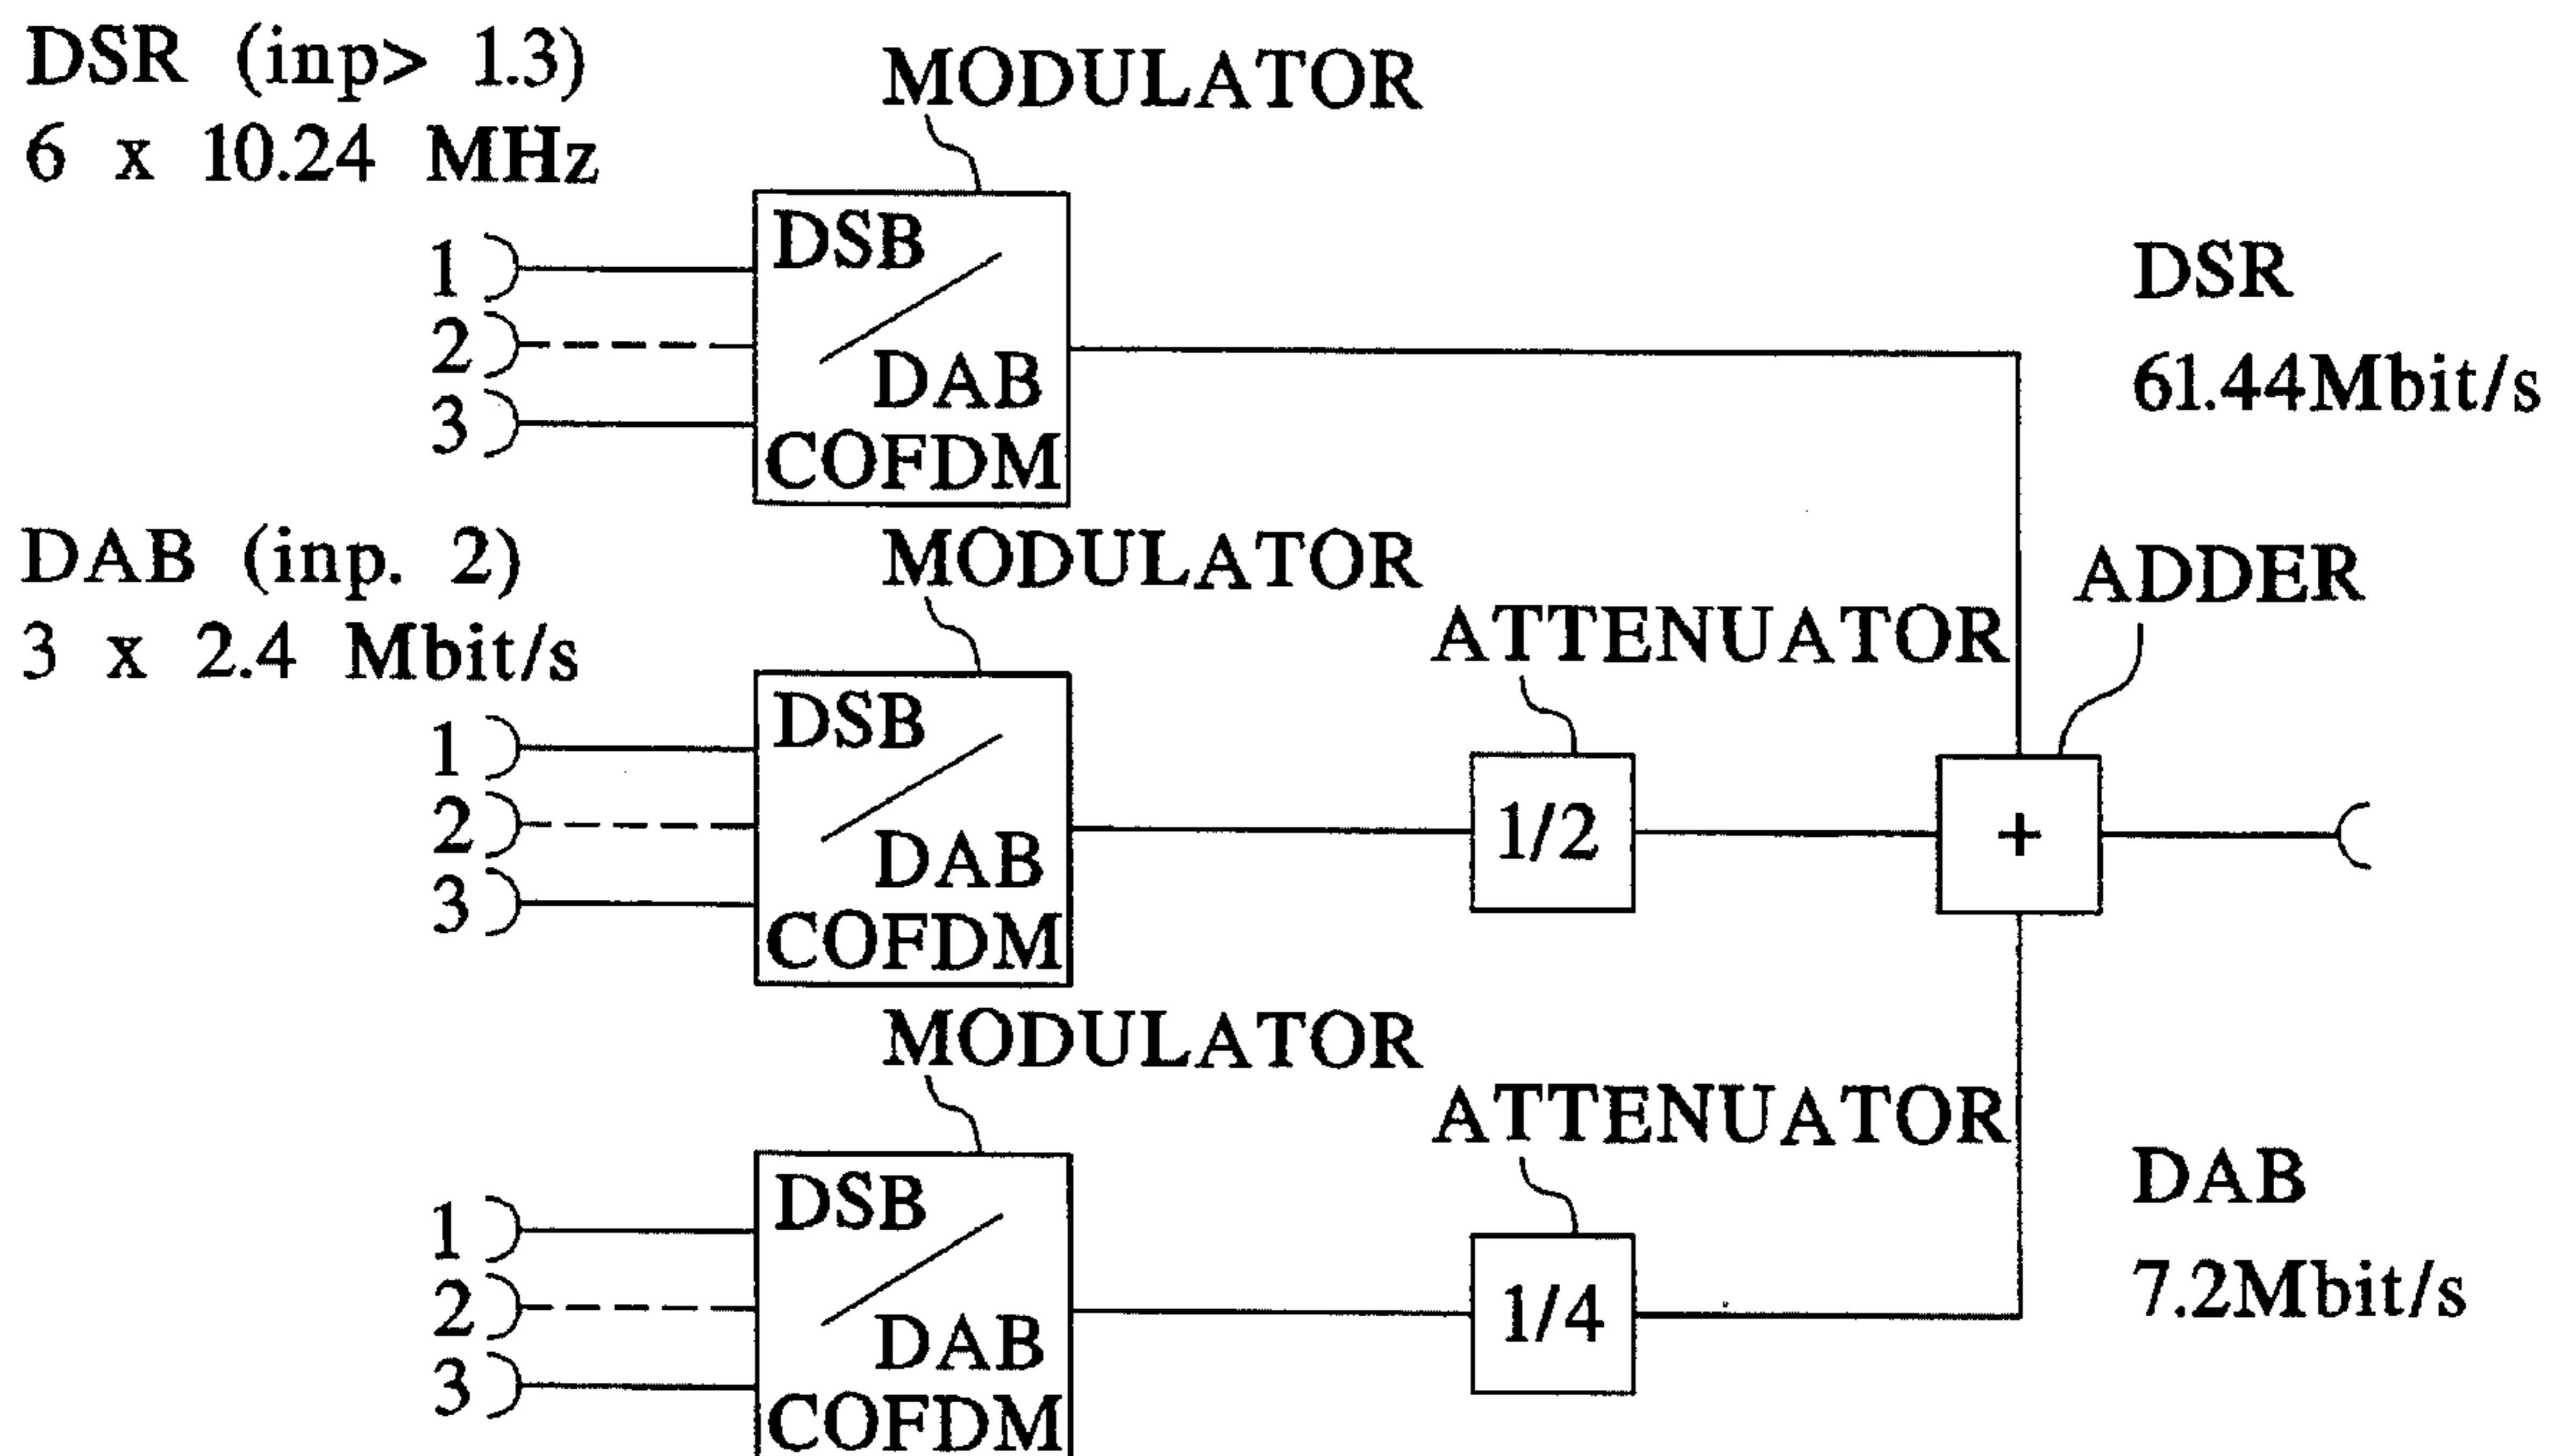 DSR (inp> 1.3)
6 x 10.24 MHz
MODULATOR
1
2
3
DSB
DAB
COFDM
DSR
61.44Mbit/s
DAB (inp. 2)
3 x 2.4 Mbit/s
MODULATOR
1
2
3
DSB
DAB
COFDM
ATTENUATOR
1/2
ADDER
+
MODULATOR
1
2
3
DSB
DAB
COFDM
ATTENUATOR
1/4
DAB
7.2Mbit/s